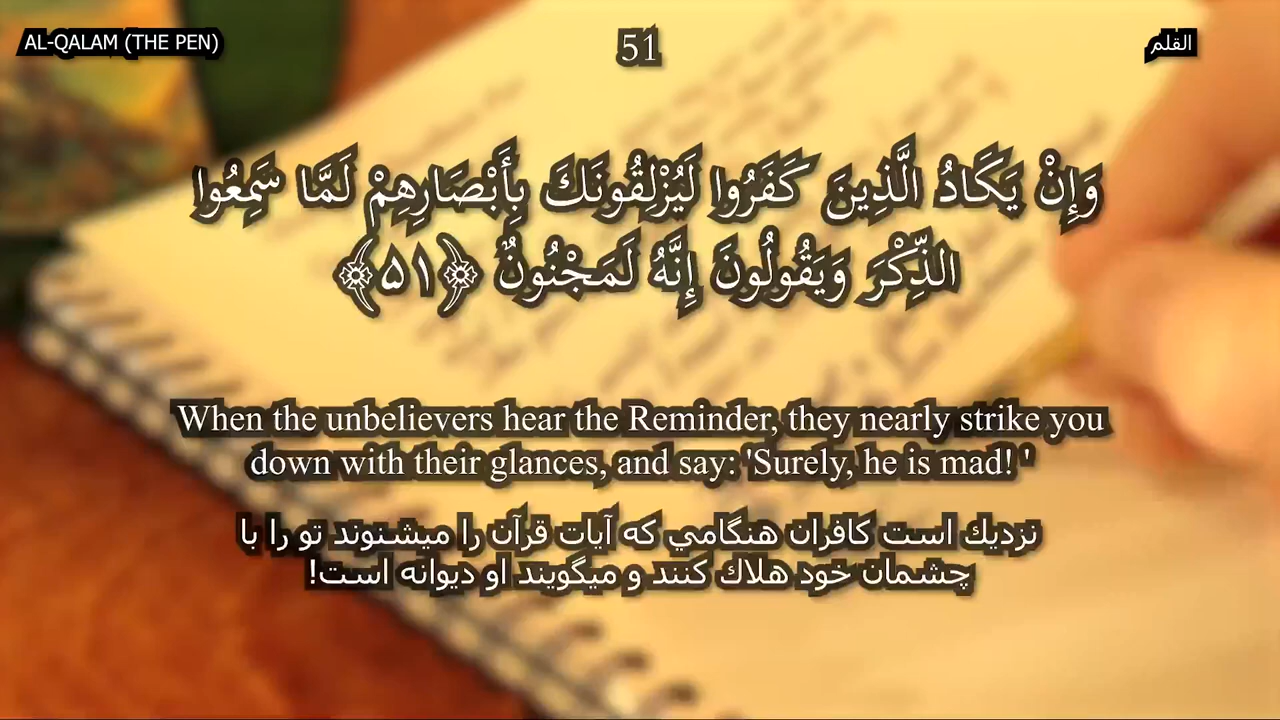 AL-QALAM (THE PEN)
51
القلم
وَإِنْ يَكَادُ الَّذِينَ كَفَرُوا لَيُزْلِقُونَكَ بِأَبْصَارِهِمْ لَمَّا سَمِعُوا
الذِّكْرَ وَيَقُولُونَ إِنَّهُ لَمَجْنُونٌ ﴿۵۱﴾
When the unbelievers hear the Reminder, they nearly strike you
down with their glances, and say: 'Surely, he is mad! '
نزديك است كافران هنگامي كه آيات قرآن را ميشنوند تو را با
چشمان خود هلاك كنند و ميگويند او ديوانه است!